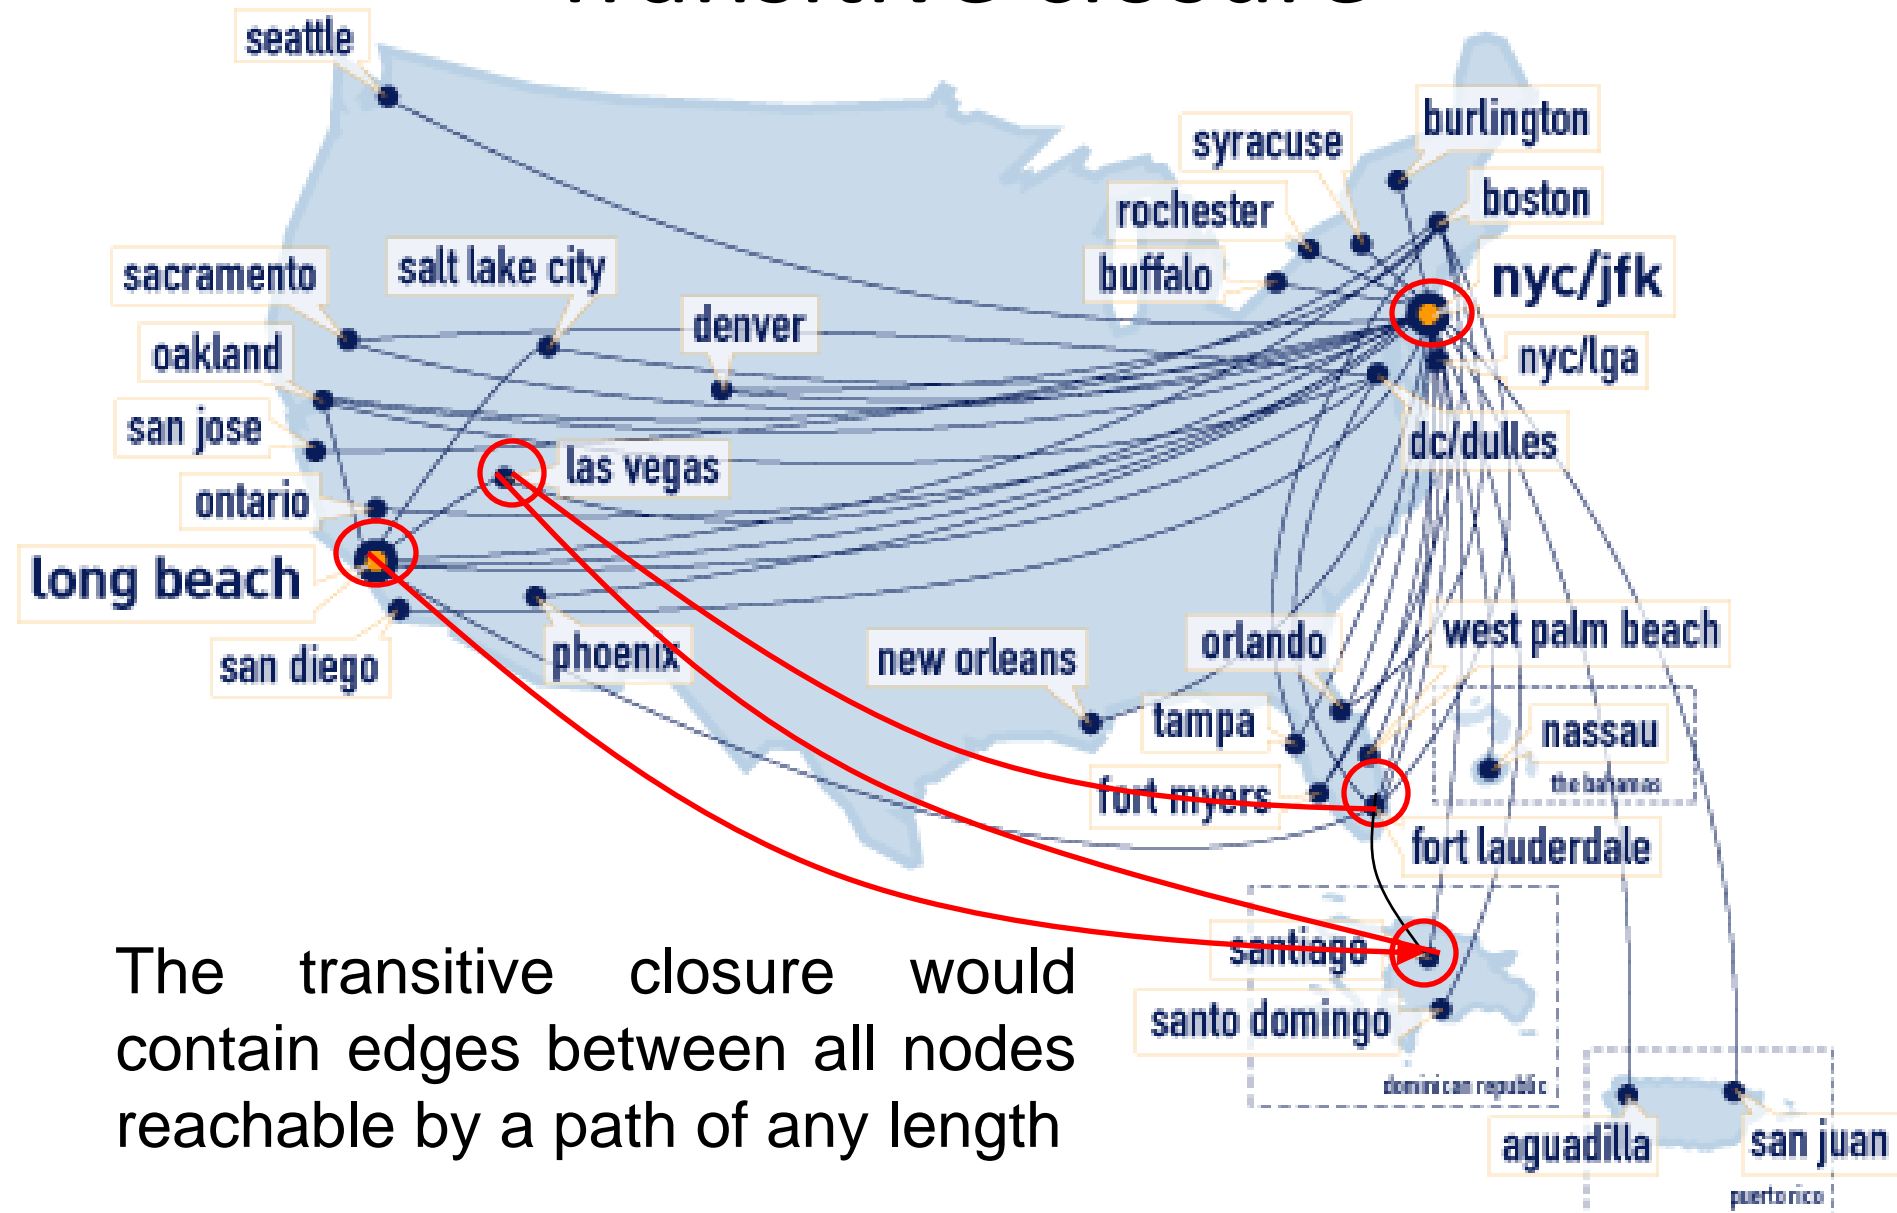 seattle
burlington
syracuse
boston
rochester
sacramento
salt lake city
buffalo
nyc/jfk
denver
oakland
nyc/lga
san jose
dc/dulles
las vegas
ontario
long beach
west palm beach
orlando
phoenix
new orleans
san diego
tampa
nassau
the bahamas
fort myers
fort lauderdale
santiago
santo domingo
dominican republic
The transitive closure would
contain edges between all nodes
reachable by a path of any length
aguadilla
san juan
puerto rico